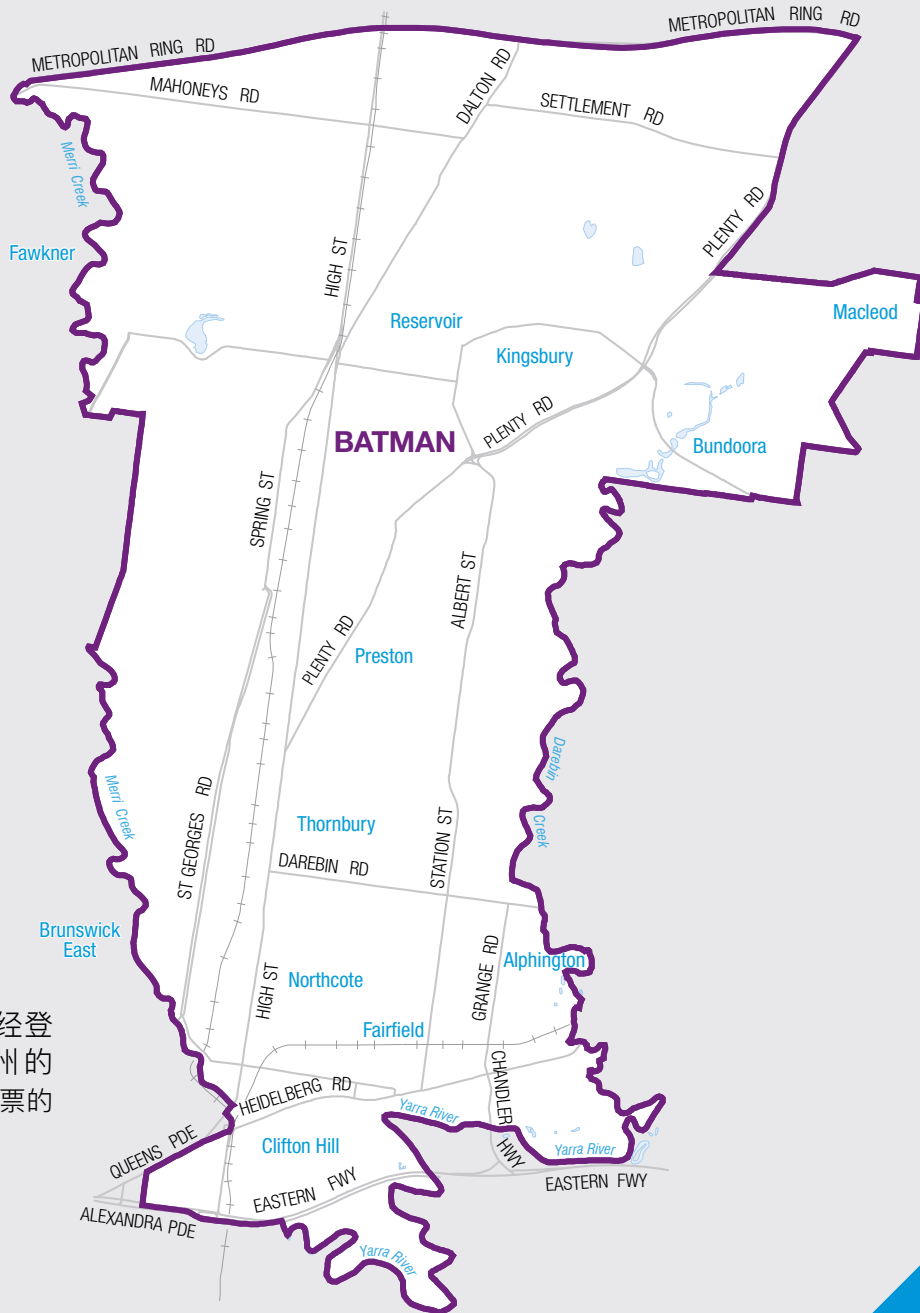 METROPOLITAN RING RD
METROPOLITAN RING RD
MAHONEYS RD
DALTON RD
SETTLEMENT RD
Merri Creek
PLENTY RD
Fawkner
HIGH ST
Reservoir
Macleod
Kingsbury
PLENTY RD
BATMAN
Bundoora
SPRING ST
ALBERT ST
PLENTY RD
Preston
Darebin
Creek
Merri Creek
ST GEORGES RD
Thornbury
STATION ST
DAREBIN RD
Brunswick
East
GRANGE RD
Alphington
HIGH ST
Northcote
经登
Fairfield
州的
CHANDLER
HWY
票的
HEIDELBERG RD
Yarra River
QUEENS PDE
Clifton Hill
Yarra River
EASTERN FWY
EASTERN FWY
ALEXANDRA PDE
Yarra River